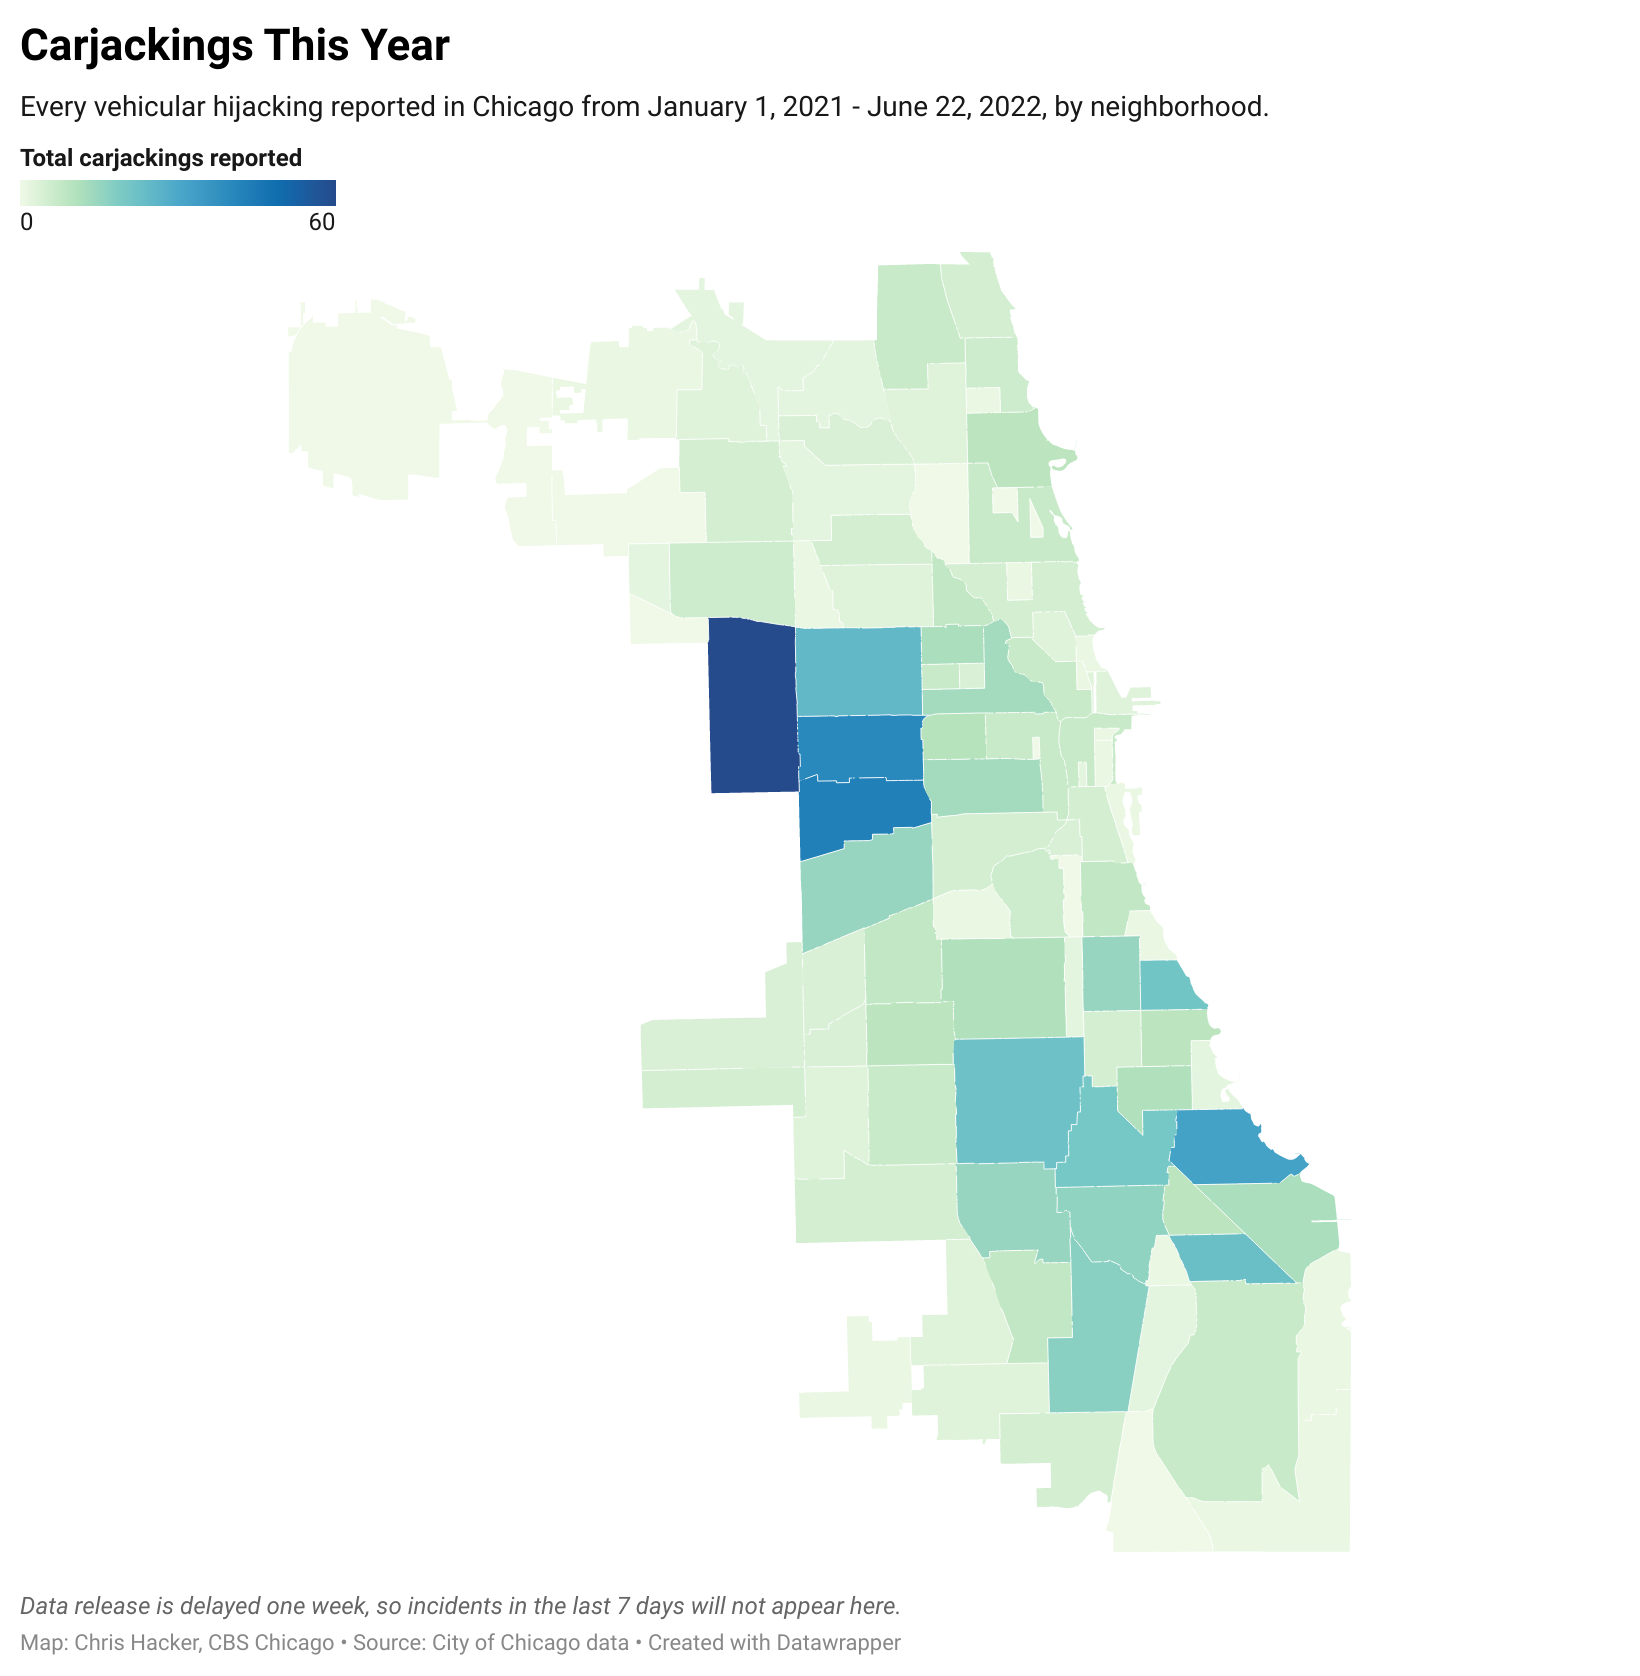 Carjackings This Year
Every vehicular hijacking reported in Chicago from January 1, 2021 - June 22, 2022, by neighborhood.
Total carjackings reported
0 60
Data release is delayed one week, so incidents in the last 7 days will not appear here.
Map: Chris Hacker, CBS Chicago • Source: City of Chicago data • Created with Datawrapper